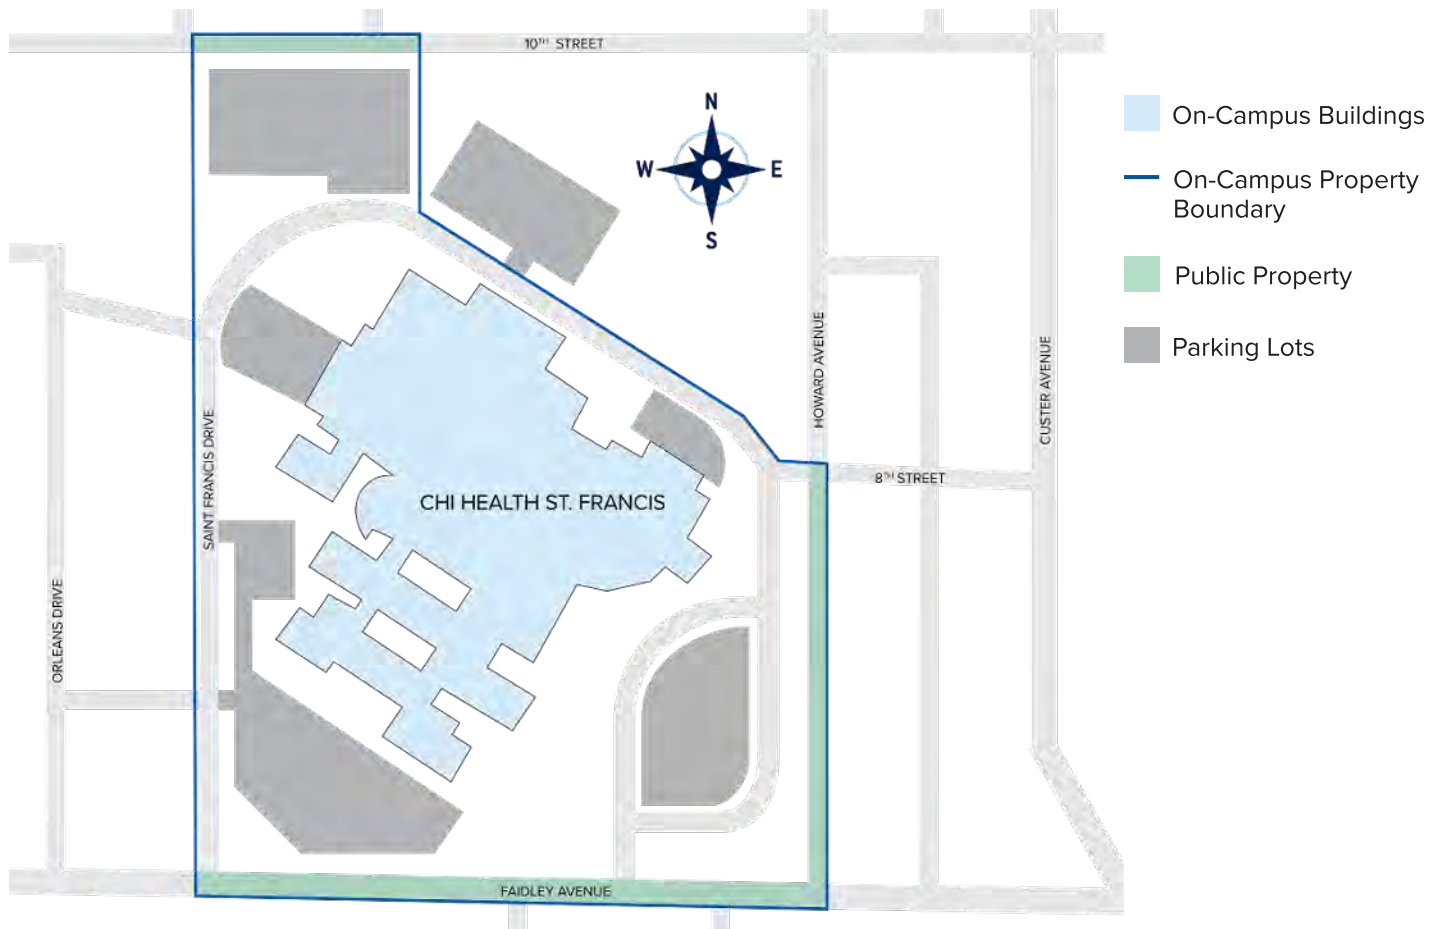 10TH STREET
N
W
E
S
On-Campus Buildings
On-Campus Property
Boundary
Public Property
Parking Lots
HOWARD AVENUE
CUSTER AVENUE
SAINT FRANCIS DRIVE
8TH STREET
CHI HEALTH ST. FRANCIS
ORLEANS DRIVE
FAIDLEY AVENUE